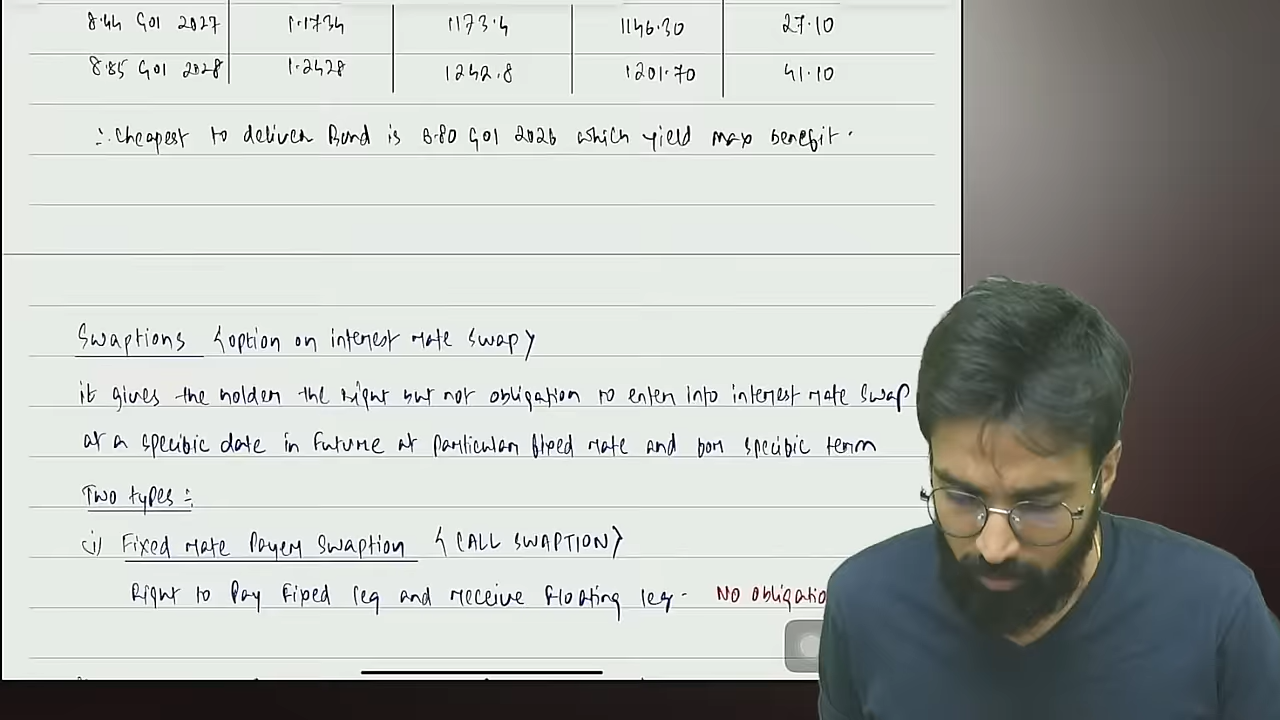 8.44 GOI 2027 1.1734 1173.4 1146.30 27.10
8.85 GOI 2028 1.2428 1242.8 1201.70 41.10
∴ Cheapest to deliver Bond is 6.80 GOI 2026 which yield max benefit.
Swaptions {option on interest rate swap}
it gives the holder the right but not obligation to enter into interest rate swap
at a specific date in future at particular fixed rate and for specific term
Two types :-
i) Fixed rate Payer Swaption {CALL SWAPTION}
Right to Pay Fixed leg and receive floating leg. No obligatio